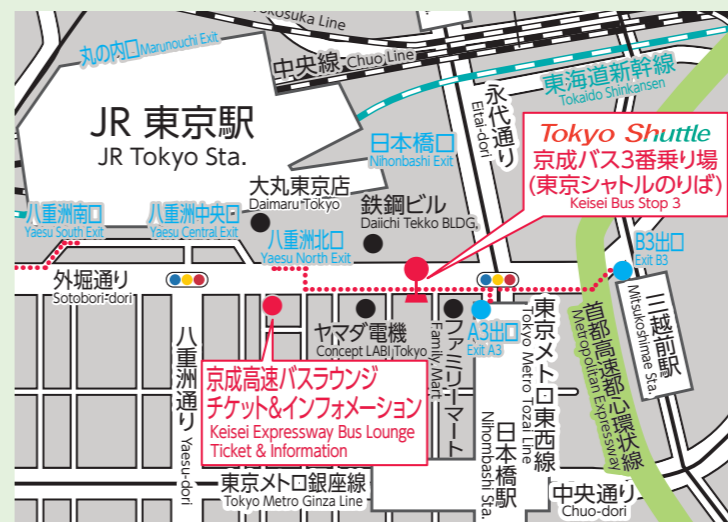 okosuka Line
丸の内口 Marunouchi Exit
中央線 Chuo Line
東海道新幹線
Tokaido Shinkansen
JR 東京駅
JR Tokyo Sta.
日本橋口
Nihonbashi Exit
永代通り
Eitai-dori
Tokyo Shuttle
京成バス3番乗り場
(東京シャトルのりば)
Keisei Bus Stop 3
大丸東京店
Daimaru Tokyo
鉄鋼ビル
Daiichi Tekko BLDG.
八重洲南口
Yaesu South Exit
八重洲中央口
Yaesu Central Exit
八重洲北口
Yaesu North Exit
B3出口
Exit B3
外堀通り
Sotobori-dori
ヤマダ電機
Concept LABI Tokyo
ファミリーマート
Family Mart
A3出口
Exit A3
東京メトロ東西線
Tokyo Metro Tozai Line
首都高速都心環状線
Metropolitan Expressway
三越前駅
Mitsukoshimae Sta.
八重洲通り Yaesu-dori
京成高速バスラウンジ
チケット&インフォメーション
Keisei Expressway Bus Lounge
Ticket & Information
日本橋駅
Nihombashi Sta.
東京メトロ銀座線
Tokyo Metro Ginza Line
中央通り
Chuo-dori